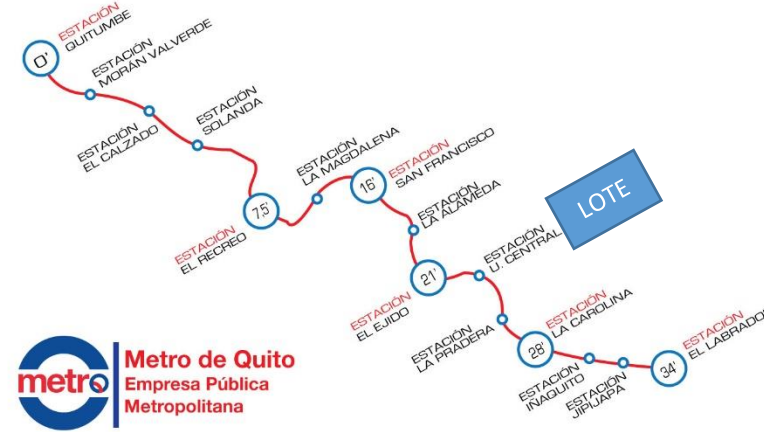 0'
ESTACIÓN
QUITUMBE
ESTACIÓN
MORÁN VALVERDE
ESTACIÓN
EL CALZADO
ESTACIÓN
SOLANDA
7,5'
ESTACIÓN
EL RECREO
ESTACIÓN
LA MAGDALENA
16'
ESTACIÓN
SAN FRANCISCO
ESTACIÓN
LA ALAMEDA
21'
ESTACIÓN
EL EJIDO
ESTACIÓN
U. CENTRAL
LOTE
ESTACIÓN
LA PRADERA
28'
ESTACIÓN
LA CAROLINA
ESTACIÓN
IÑAQUITO
ESTACIÓN
JIPIJAPA
34'
ESTACIÓN
EL LABRADOR
metro
Metro de Quito
Empresa Pública
Metropolitana